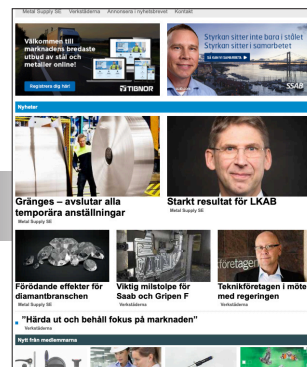 Metal Supply SE Verkstäderna Annonsera i nyhetsbrevet Kontakt
Välkommen till
marknadens bredaste
utbud av stål och
metaller online!
Registrera dig här!
TIBNOR
Styrkan sitter inte bara i stålet
Styrkan sitter i samarbetet
SSAB
Nyheter
Gränges – avslutar alla
temporära anställningar
Metal Supply SE
Starkt resultat för LKAB
Metal Supply SE
Förödande effekter för
diamantbranschen
Metal Supply SE
Viktig milstolpe för
Saab och Gripen F
Verkstäderna
företagen
Teknikföretagen i möte
med regeringen
Verkstäderna
"Härda ut och behåll fokus på marknaden"
Verkstäderna
Nytt från medlemmarna